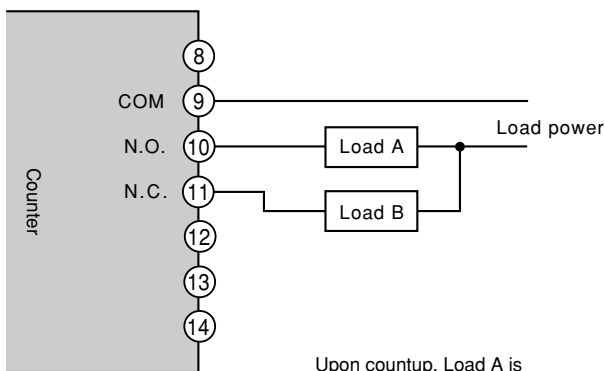 8
COM 9
Load power
N.O. 10 Load A
N.C. 11
Load B
Counter
12
13
14
Upon countup, Load A is